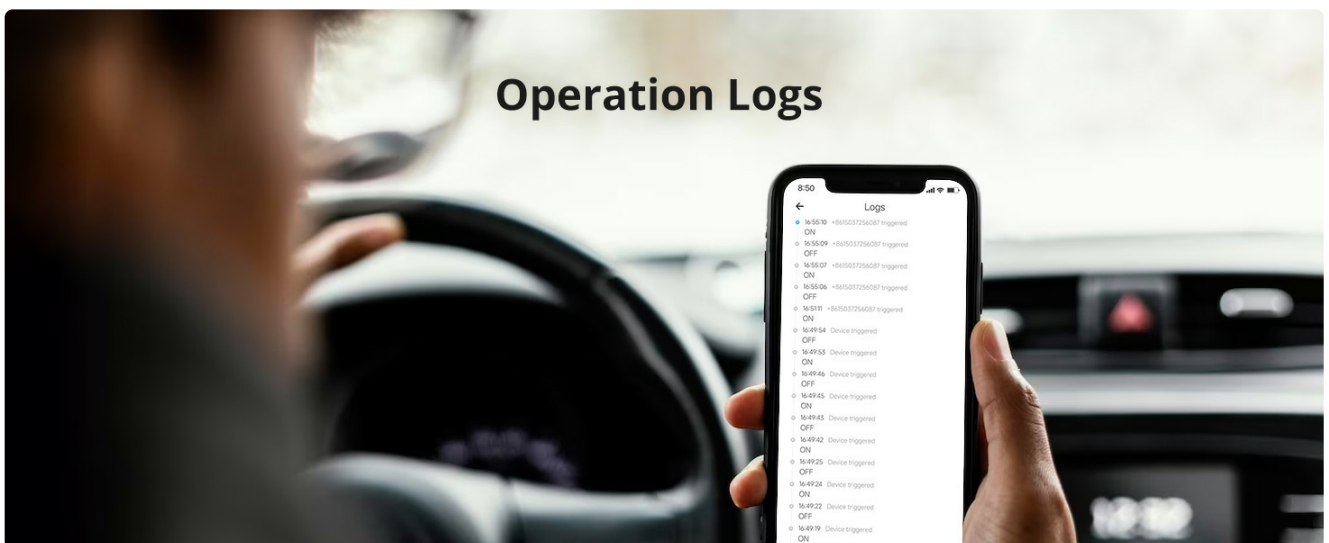 Operation Logs
8:50
Logs
16:55:10 +8615037256087 triggered
ON
16:55:09 +8615037256087 triggered
OFF
16:55:07 +8615037256087 triggered
ON
16:55:06 +8615037256087 triggered
OFF
16:51:11 +8615037256087 triggered
ON
16:49:54 Device triggered
OFF
16:49:53 Device triggered
ON
16:49:46 Device triggered
OFF
16:49:45 Device triggered
ON
16:49:43 Device triggered
OFF
16:49:42 Device triggered
ON
16:49:25 Device triggered
OFF
16:49:24 Device triggered
ON
16:49:22 Device triggered
OFF
16:49:19 Device triggered
ON